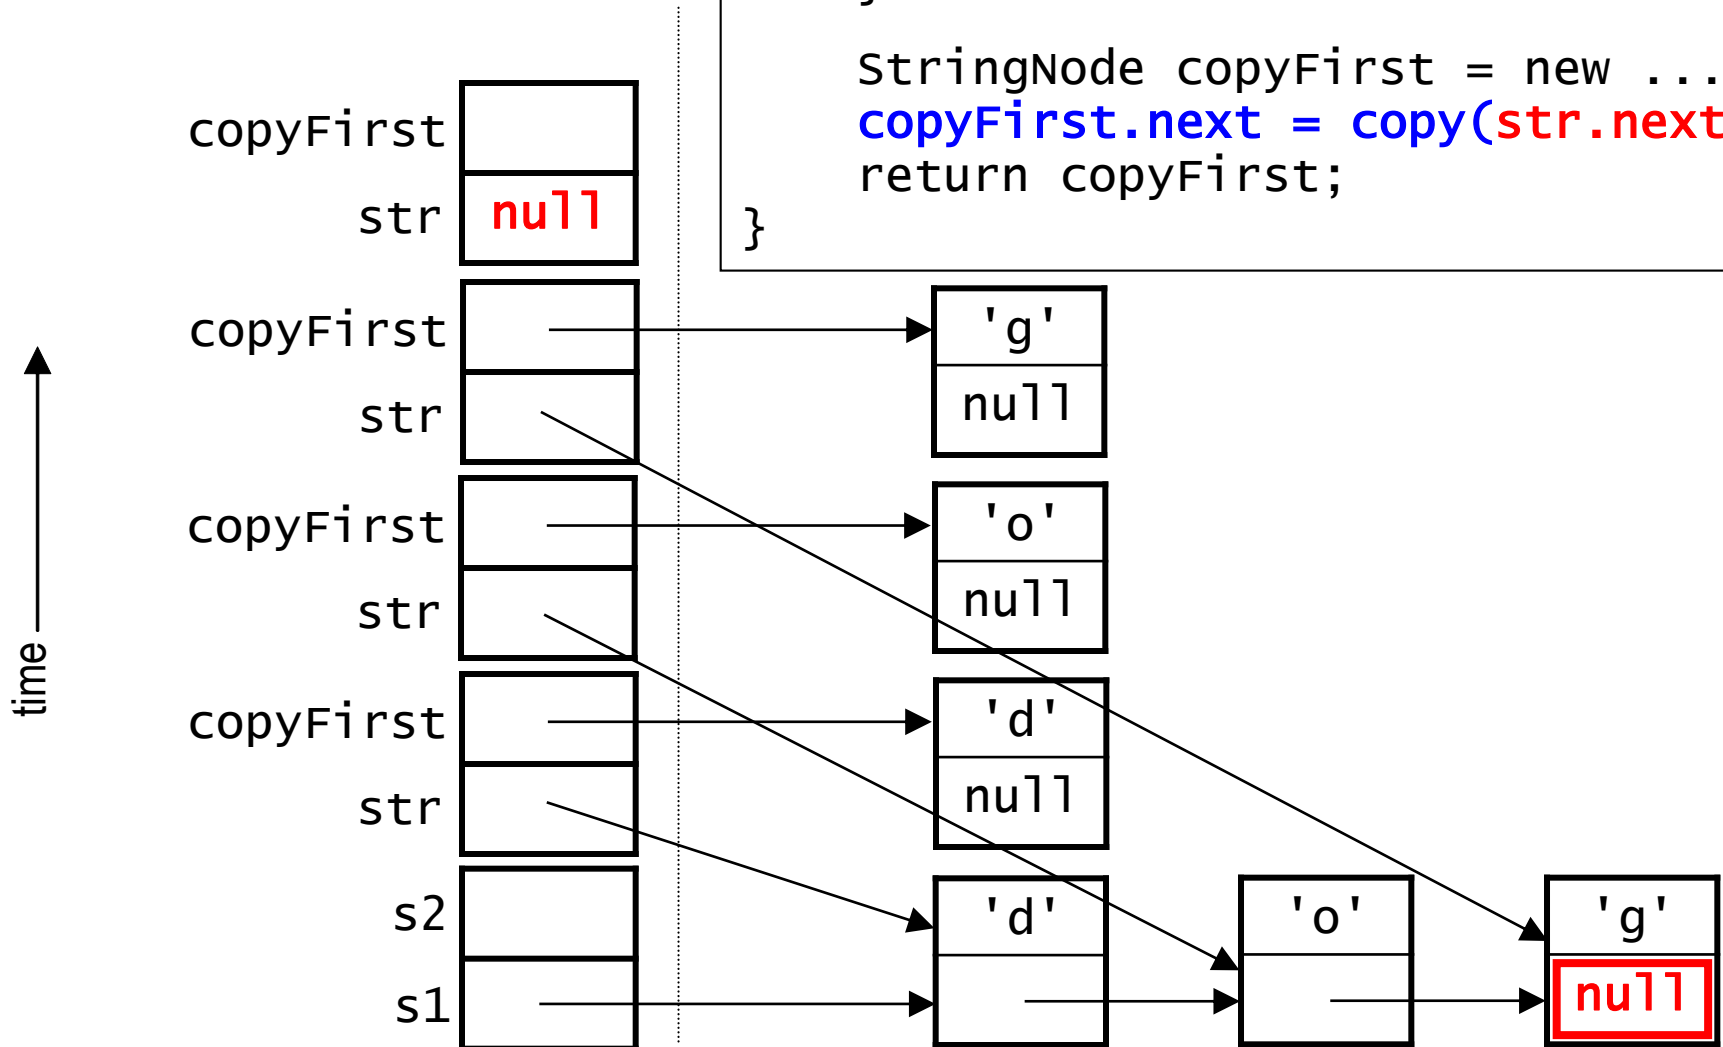 }
StringNode copyFirst = new ...
copyFirst.next = copy(str.next
return copyFirst;
}
copyFirst
str null
copyFirst 'g'
str null
copyFirst 'o'
str null
copyFirst 'd'
str null
s2 'd' 'o' 'g'
s1 null
time